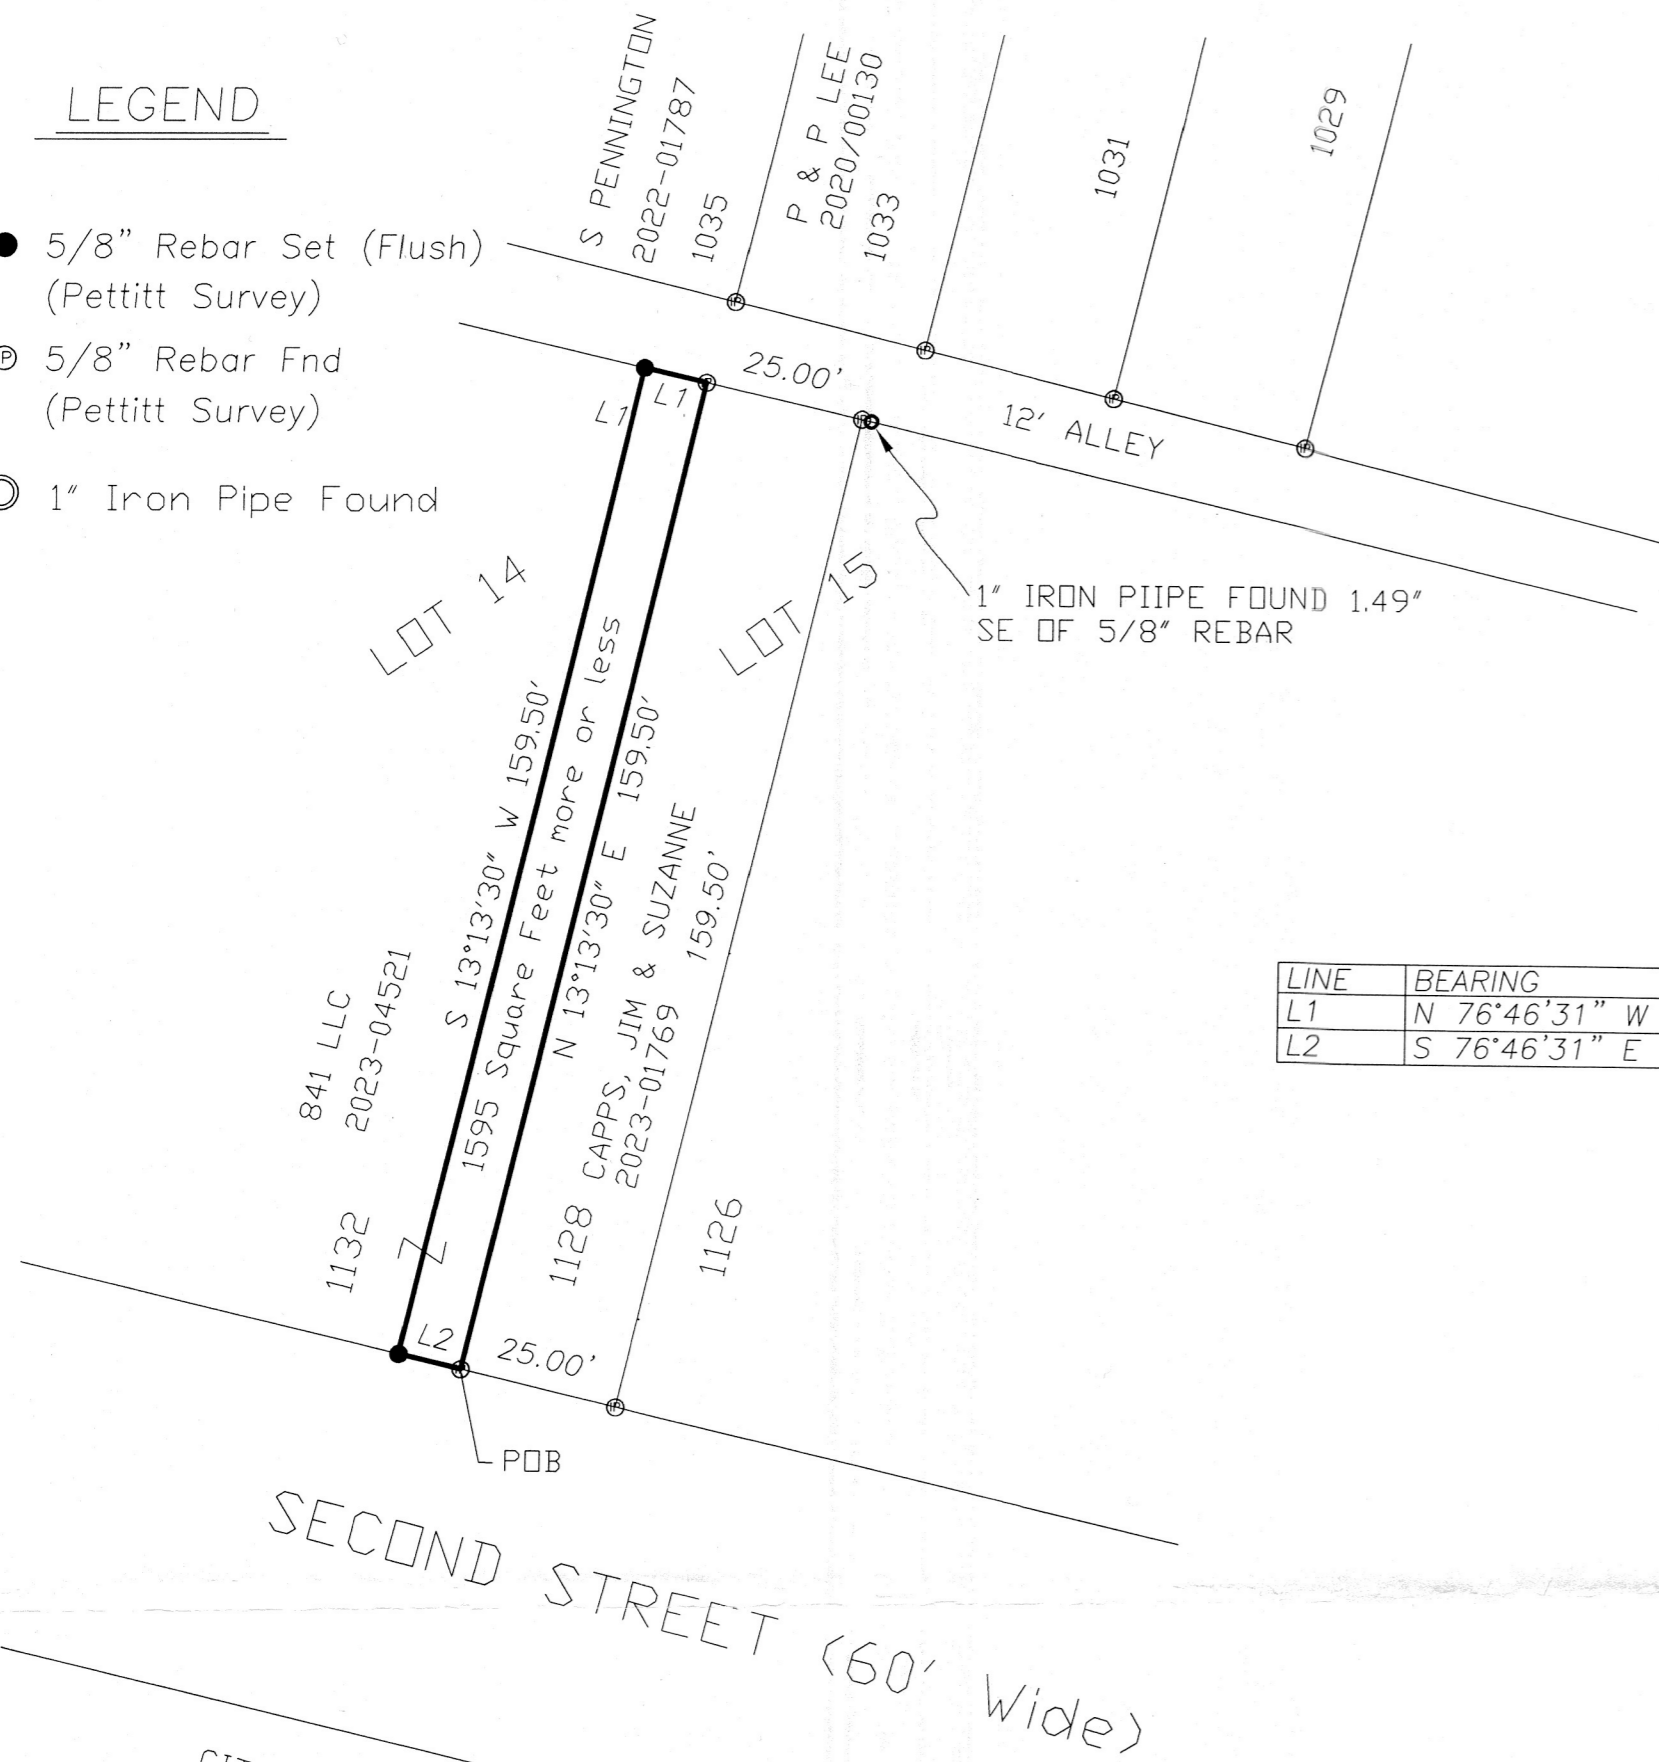 LEGEND
5/8" Rebar Set (Flush)
(Pettitt Survey)
5/8" Rebar Fnd
(Pettitt Survey)
1" Iron Pipe Found
S PENNINGTON
2022-01787
1035
P & P LEE
2020/00130
1033
1031
1029
25.00'
12' ALLEY
L1
L1
1" IRON PIIPE FOUND 1.49"
SE OF 5/8" REBAR
LOT 14
LOT 15
S 13°13'30" W 159.50'
1595 Square Feet more or less
N 13°13'30" E 159.50'
CAPPS, JIM & SUZANNE
2023-01769
159.50'
841 LLC
2023-04521
1132
1128
1126
LINE BEARING
L1 N 76°46'31" W
L2 S 76°46'31" E
Z
L2
25.00'
POB
SECOND STREET (60' Wide)